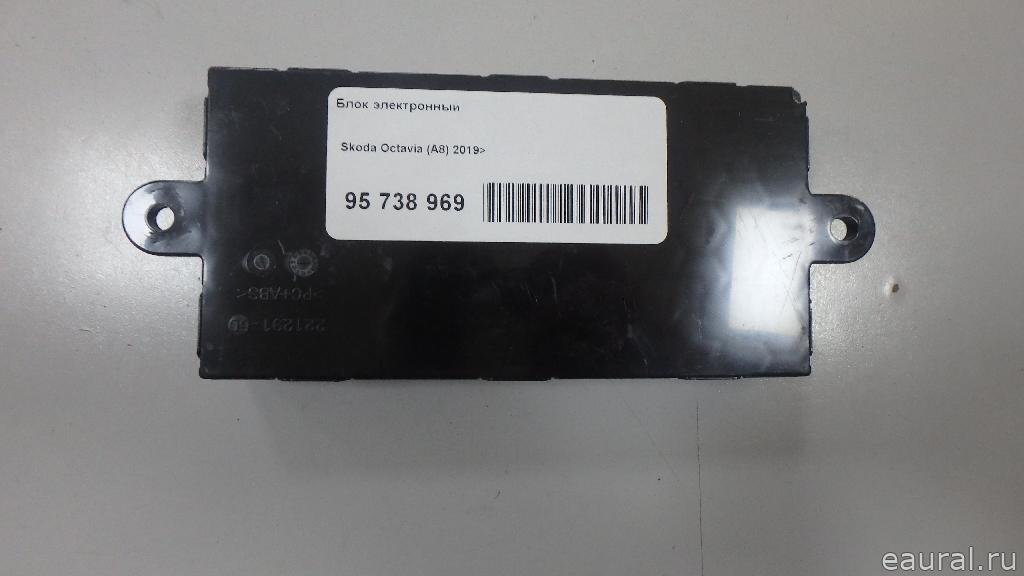 Блок электронный
Skoda Octavia (A8) 2019>
95 738 969
>PC+ABS<
eaural.ru